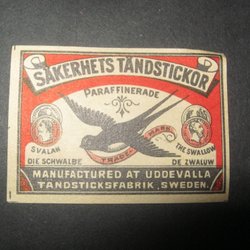 SÄKERHETS TÄNDSTICKOR
PARAFFINERADE
TRADE MARK
SVALAN
THE SWALLOW
DIE SCHWALBE
DE ZWALUW
MANUFACTURED AT UDDEVALLA
TÄNDSTICKSFABRIK, SWEDEN.